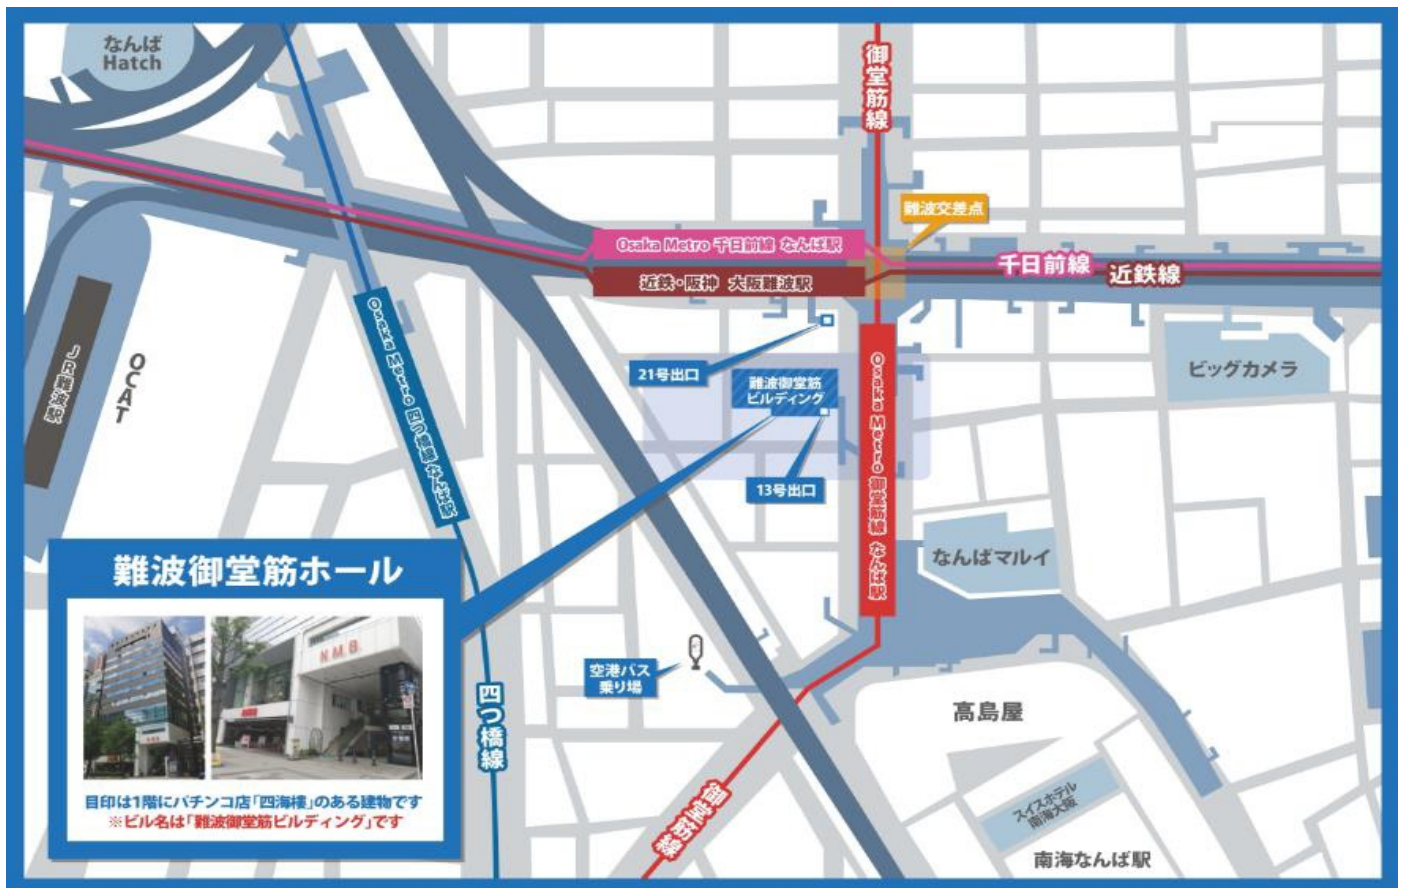 なんば
Hatch
御堂筋線
難波交差点
Osaka Metro 千日前線 なんば駅
千日前線
近鉄・阪神 大阪難波駅
近鉄線
Osaka Metro 四つ橋線 なんば駅
JR難波駅
OCAT
21号出口
難波御堂筋
ビルディング
Osaka Metro 御堂筋線 なんば駅
ビックカメラ
13号出口
なんばマルイ
難波御堂筋ホール
N.M.B.
目印は1階にパチンコ店「四海樓」のある建物です
※ビル名は「難波御堂筋ビルディング」です
四つ橋線
空港バス
乗り場
御堂筋線
高島屋
スイスホテル
南海大阪
南海なんば駅